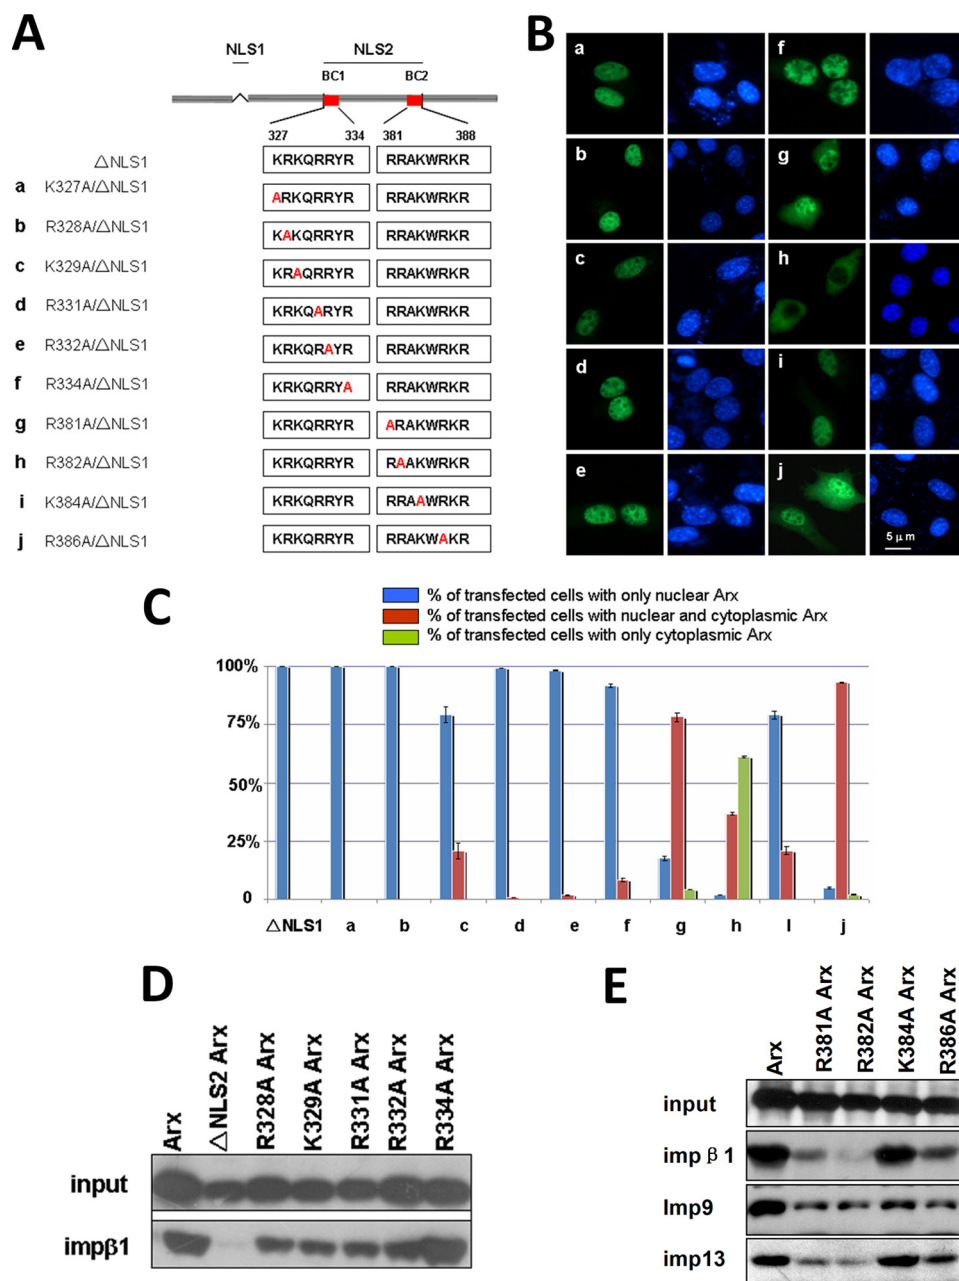 A
NLS1
NLS2
BC1
BC2
327
334
381
388
△NLS1
KRKQRRYR
RRAKWRKR
a
K327A/△NLS1
ARKQRRYR
RRAKWRKR
b
R328A/△NLS1
KAKQRRYR
RRAKWRKR
c
K329A/△NLS1
KRAQRRYR
RRAKWRKR
d
R331A/△NLS1
KRKQARYR
RRAKWRKR
e
R332A/△NLS1
KRKQRAYR
RRAKWRKR
f
R334A/△NLS1
KRKQRRYA
RRAKWRKR
g
R381A/△NLS1
KRKQRRYR
ARAKWRKR
h
R382A/△NLS1
KRKQRRYR
RAAKWRKR
i
K384A/△NLS1
KRKQRRYR
RRAAWRKR
j
R386A/△NLS1
KRKQRRYR
RRAKWAKR
B
a
f
b
g
c
h
d
i
e
j
5 μm
C
% of transfected cells with only nuclear Arx
% of transfected cells with nuclear and cytoplasmic Arx
% of transfected cells with only cytoplasmic Arx
100%
75%
50%
25%
0
△NLS1
a
b
c
d
e
f
g
h
I
j
D
Arx
△NLS2 Arx
R328A Arx
K329A Arx
R331A Arx
R332A Arx
R334A Arx
input
impβ1
E
Arx
R381A Arx
R382A Arx
K384A Arx
R386A Arx
input
imp β1
Imp9
imp13